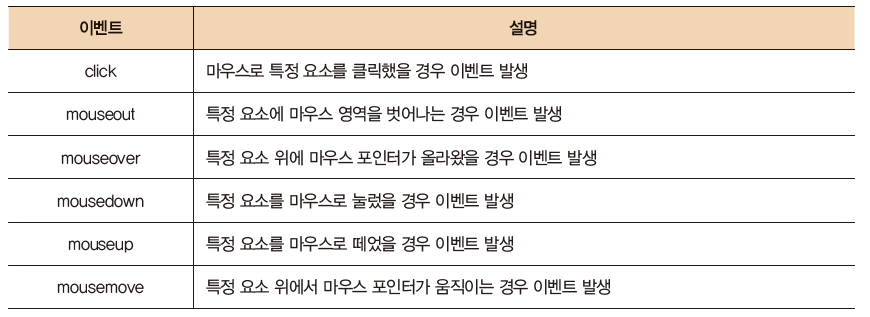 이벤트 설명
click 마우스로 특정 요소를 클릭했을 경우 이벤트 발생
mouseout 특정 요소에 마우스 영역을 벗어나는 경우 이벤트 발생
mouseover 특정 요소 위에 마우스 포인터가 올라왔을 경우 이벤트 발생
mousedown 특정 요소를 마우스로 눌렀을 경우 이벤트 발생
mouseup 특정 요소를 마우스로 떼었을 경우 이벤트 발생
mousemove 특정 요소 위에서 마우스 포인터가 움직이는 경우 이벤트 발생